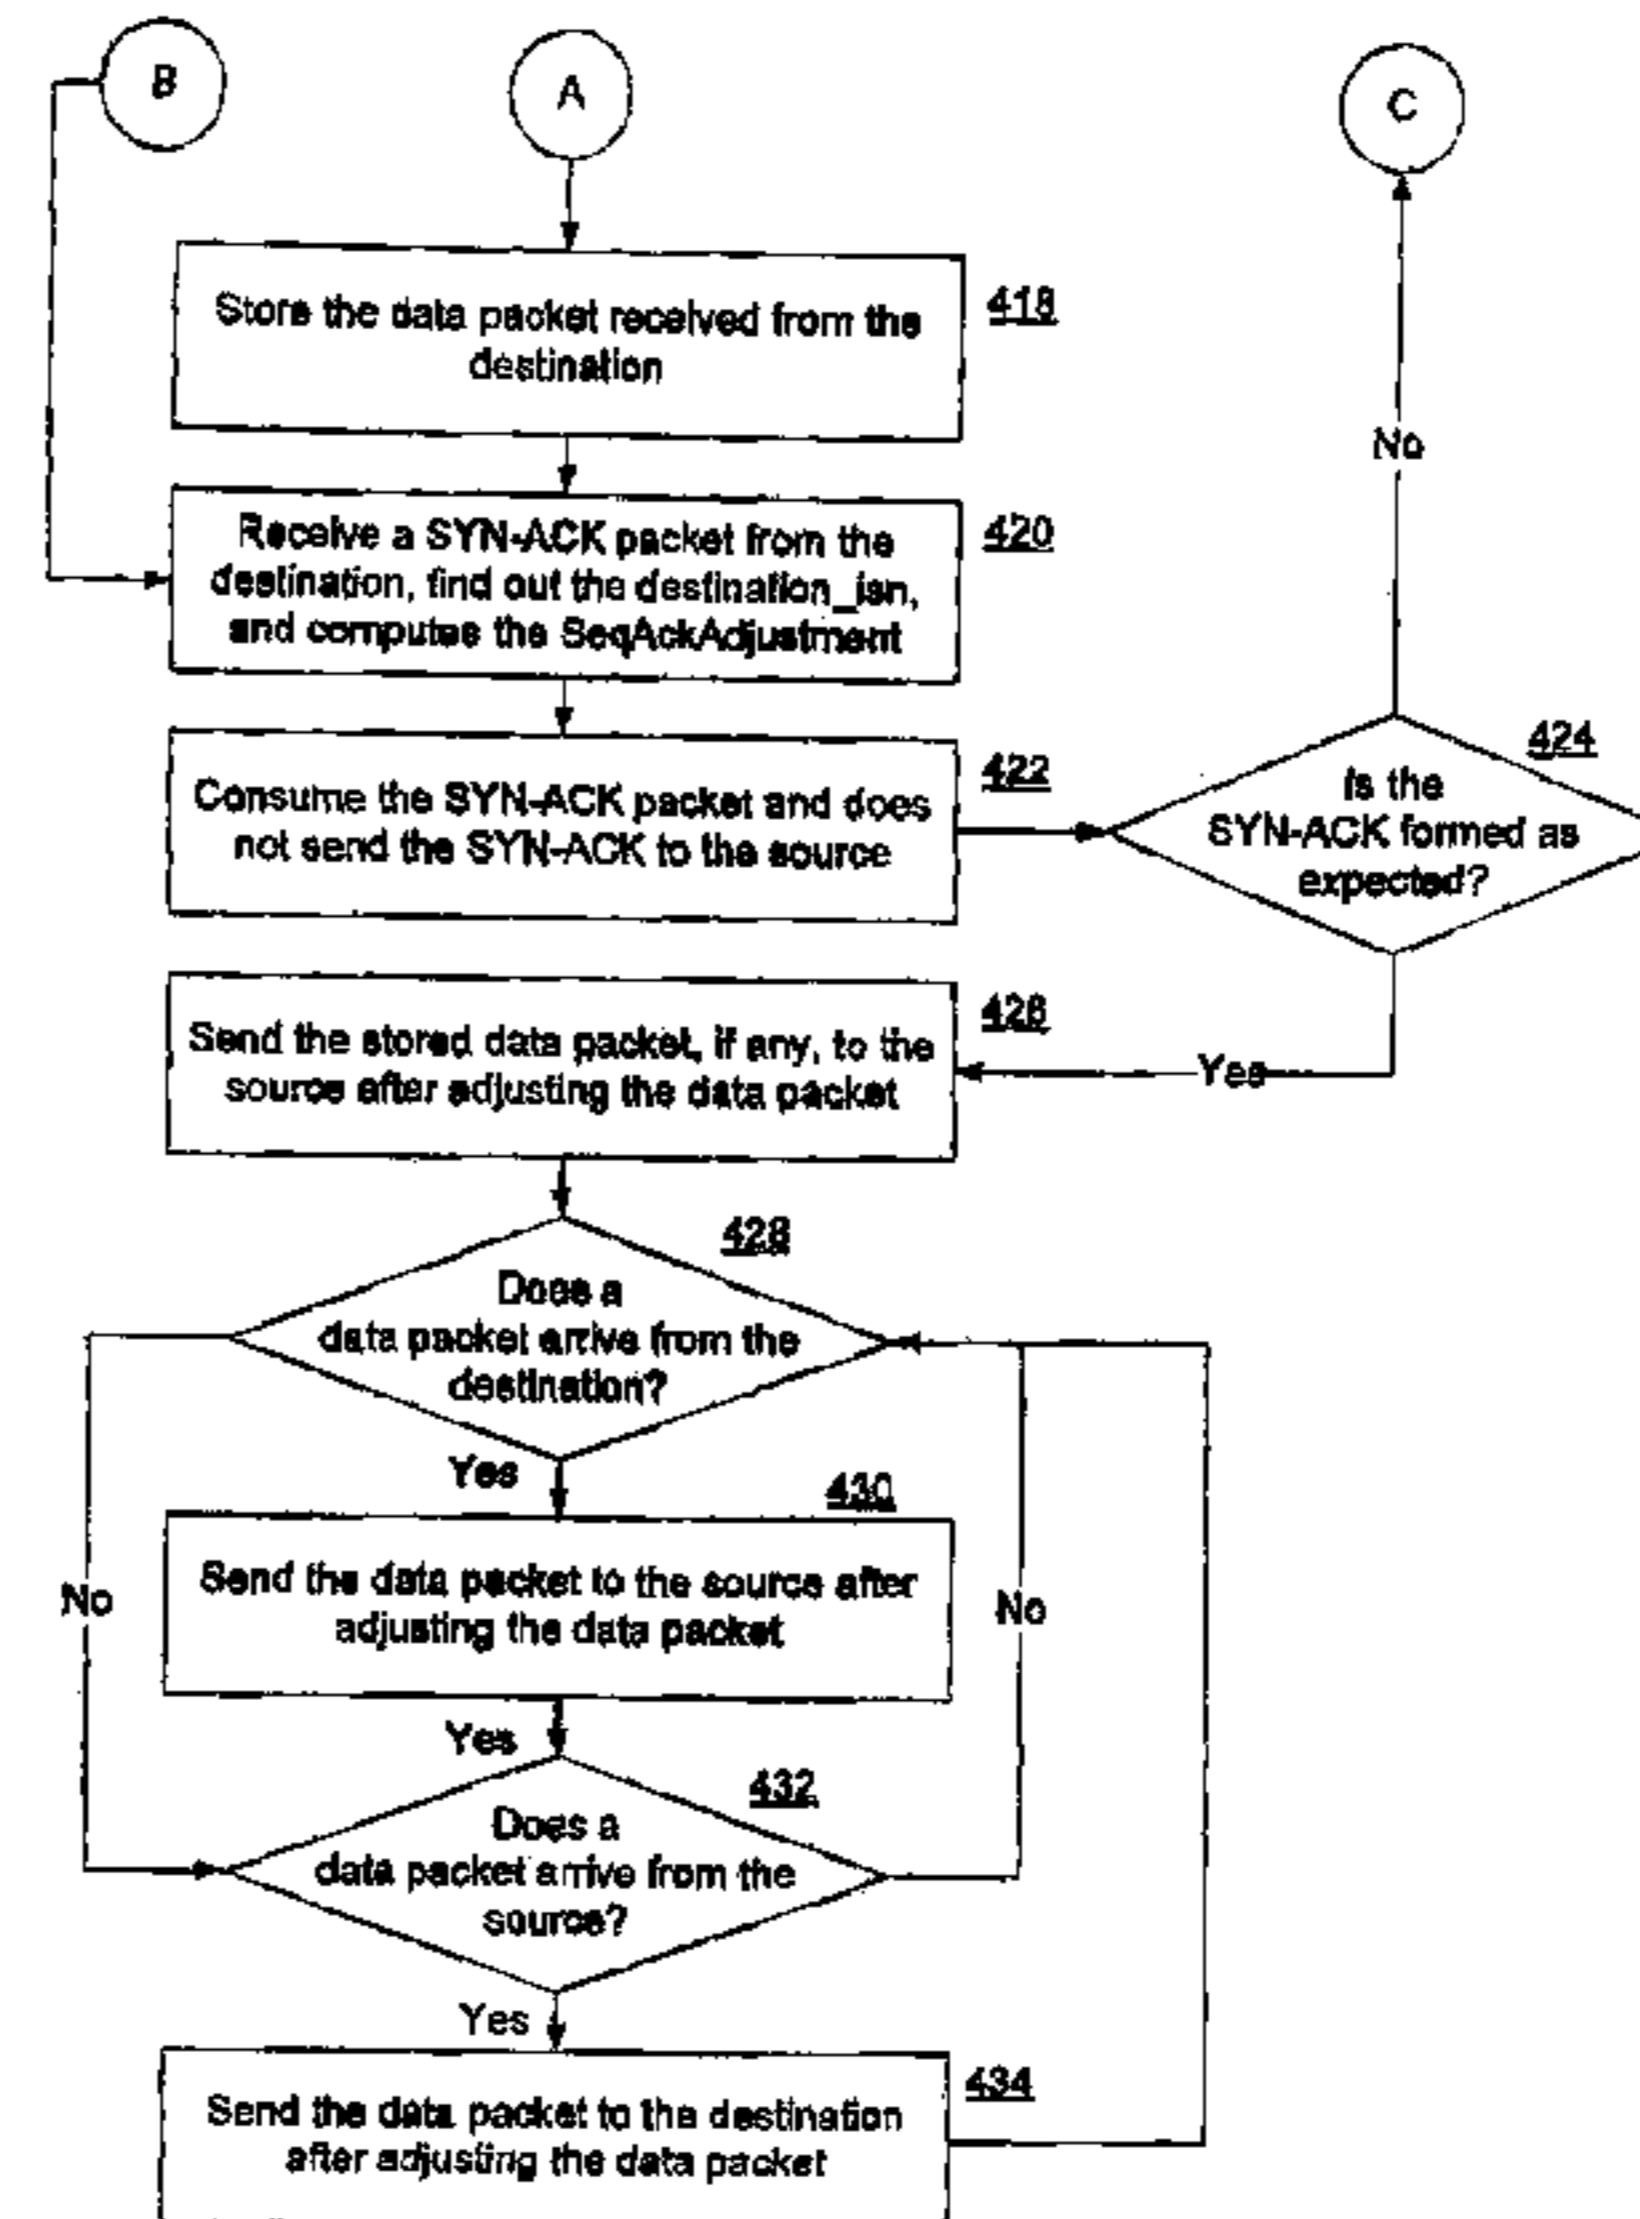 B
A
C
Store the data packet received from the
destination
418
No
Receive a SYN-ACK packet from the
destination, find out the destination_isn,
and computes the SeqAckAdjustment
420
Consume the SYN-ACK packet and does
not send the SYN-ACK to the source
422
424
Is the
SYN-ACK formed as
expected?
Send the stored data packet, if any, to the
source after adjusting the data packet
426
Yes
428
Does a
data packet arrive from the
destination?
Yes
430
Send the data packet to the source after
adjusting the data packet
No
No
Yes
432
Does a
data packet arrive from the
source?
Yes
434
Send the data packet to the destination
after adjusting the data packet